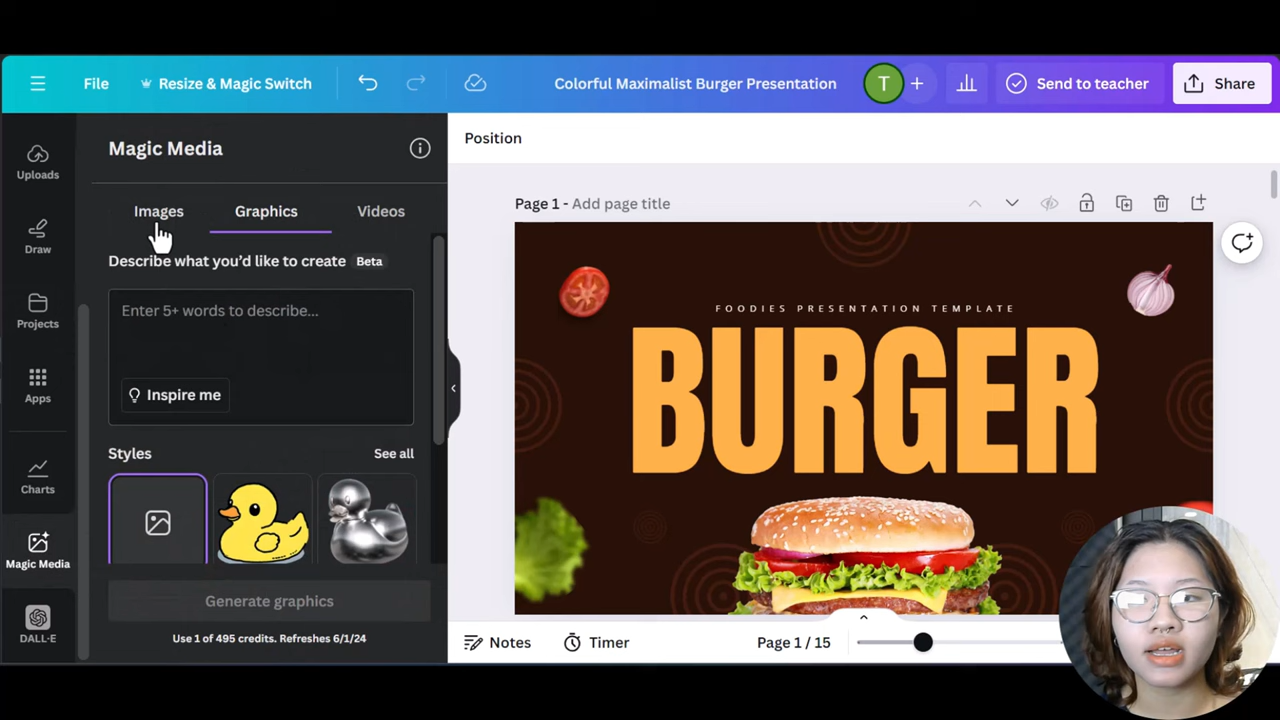 File
Resize & Magic Switch
Colorful Maximalist Burger Presentation
T
+
Send to teacher
Share
Uploads
Draw
Projects
Apps
Charts
Magic Media
DALL·E
Magic Media
Images
Graphics
Videos
Describe what you’d like to create Beta
Enter 5+ words to describe...
Inspire me
Styles
See all
Generate graphics
Use 1 of 495 credits. Refreshes 6/1/24
Position
Page 1 - Add page title
FOODIES PRESENTATION TEMPLATE
BURGER
Notes
Timer
Page 1 / 15